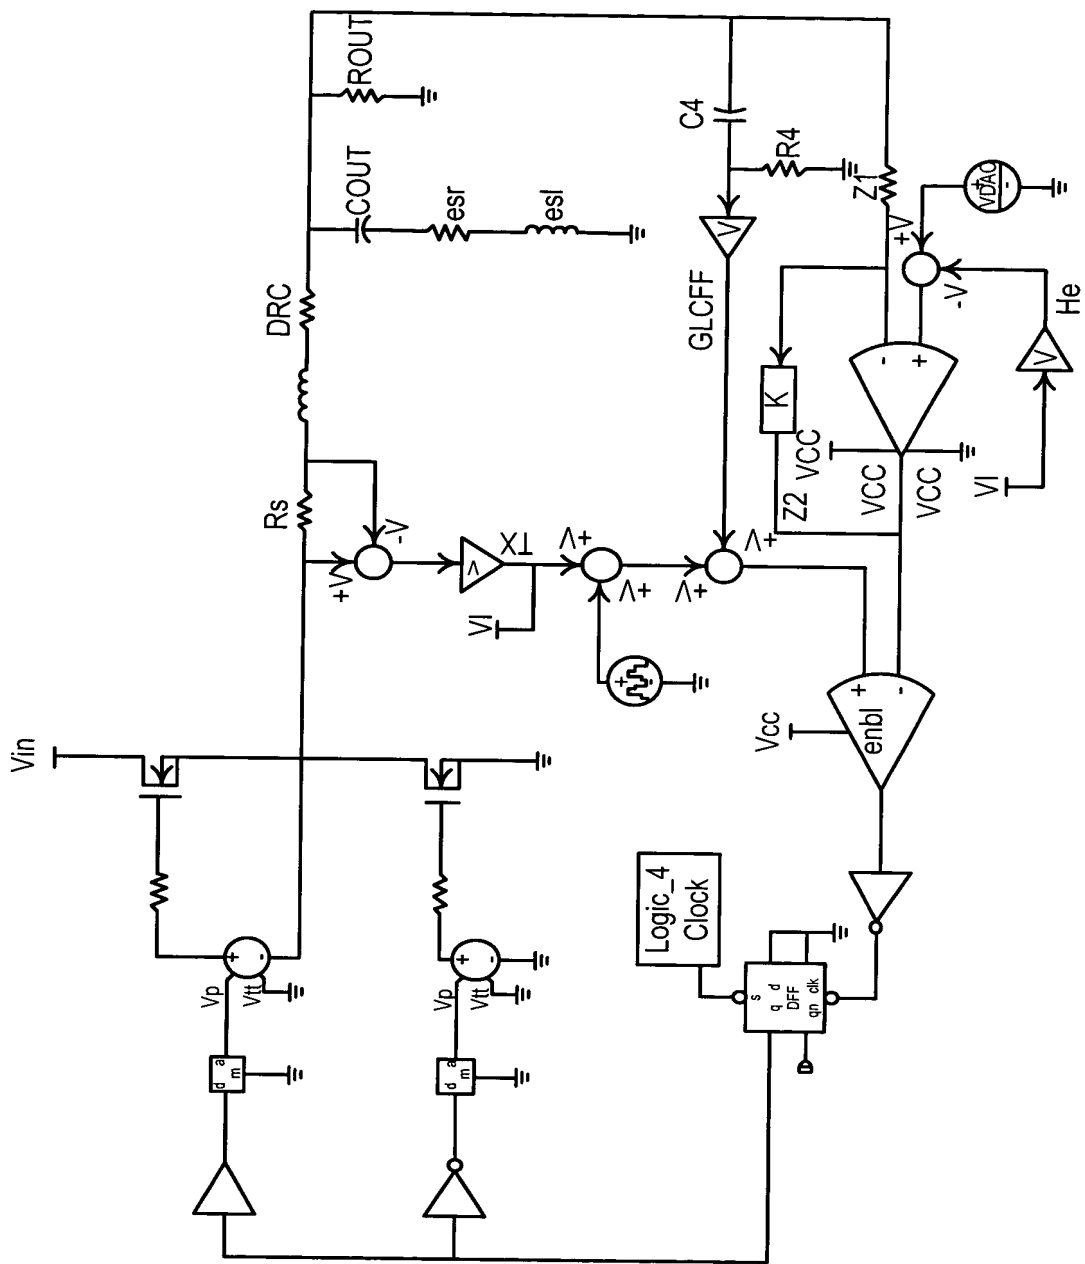 Vin
ROUT
COUT
esr
esl
DRC
Rs
+V
-V
V
TX
VI
+V
+V
+V
+V
C4
R4
V
GLCFF
Z1
K
Z2
VCC
VCC
VCC
-
+
+V
-V
+
VDAC
-
He
V
VI
+
-
enbl
Vcc
+
-
Logic_4
Clock
s
q d
DFF
qn clk
Vp
Vtt
+
-
d a
m
Vp
Vtt
+
-
d a
m